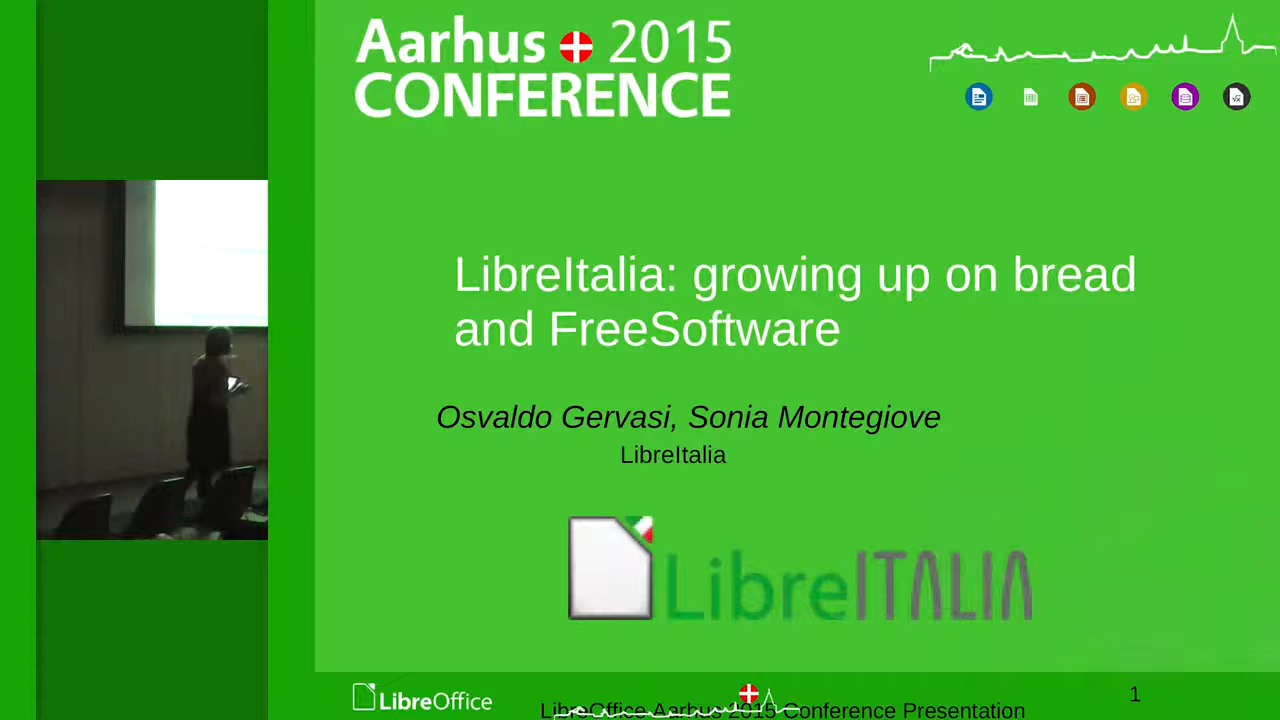 Aarhus 2015
CONFERENCE
LibreItalia: growing up on bread
and FreeSoftware
Osvaldo Gervasi, Sonia Montegiove
LibreItalia
LibreITALIA
LibreOffice
LibreOffice Aarhus 2015 Conference Presentation
1